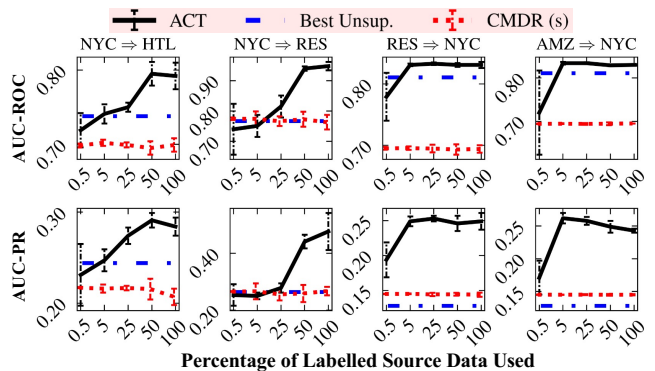 ACT Best Unsup. CMDR (s)
NYC ⇒ HTL NYC ⇒ RES RES ⇒ NYC AMZ ⇒ NYC
AUC-ROC
0.80
0.70
0.90
0.80
0.70
0.80
0.70
0.80
0.70
0.5 5 25 50 100 0.5 5 25 50 100 0.5 5 25 50 100 0.5 5 25 50 100
AUC-PR
0.30
0.20
0.40
0.20
0.25
0.20
0.15
0.25
0.20
0.15
0.5 5 25 50 100 0.5 5 25 50 100 0.5 5 25 50 100 0.5 5 25 50 100
Percentage of Labelled Source Data Used